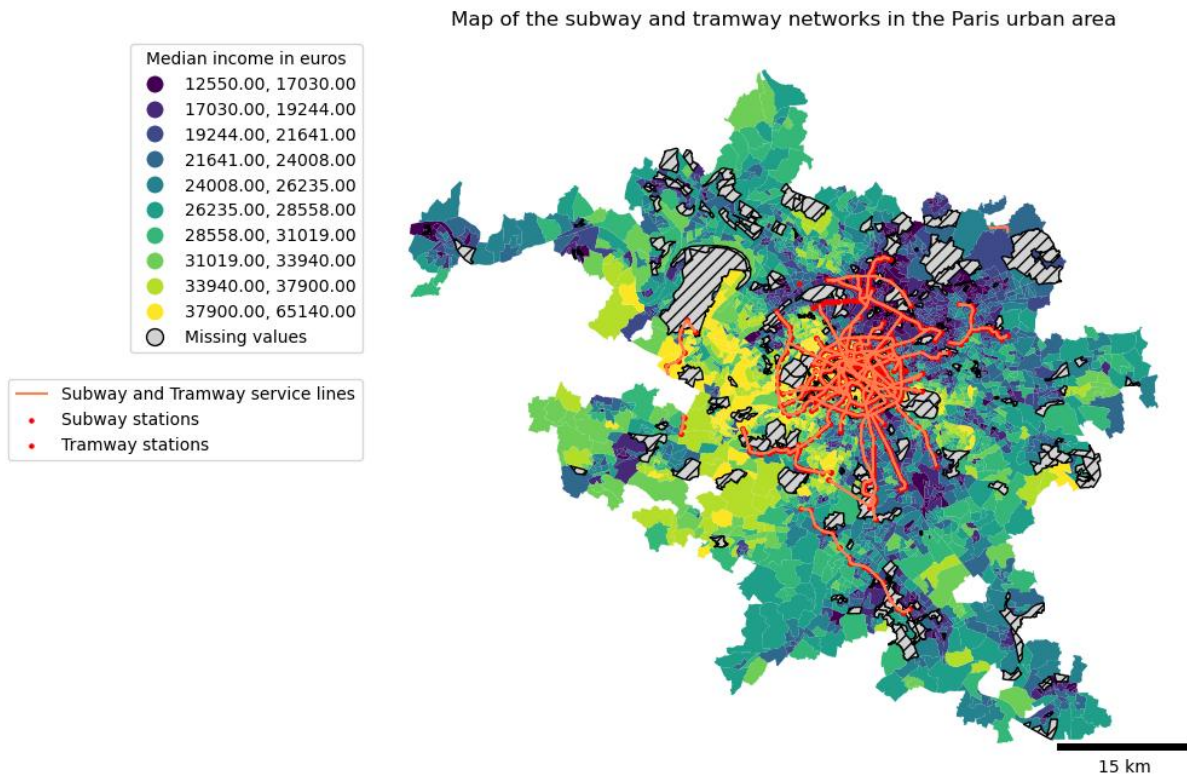 Map of the subway and tramway networks in the Paris urban area
Median income in euros
12550.00, 17030.00
17030.00, 19244.00
19244.00, 21641.00
21641.00, 24008.00
24008.00, 26235.00
26235.00, 28558.00
28558.00, 31019.00
31019.00, 33940.00
33940.00, 37900.00
37900.00, 65140.00
Missing values
Subway and Tramway service lines
Subway stations
Tramway stations
15 km